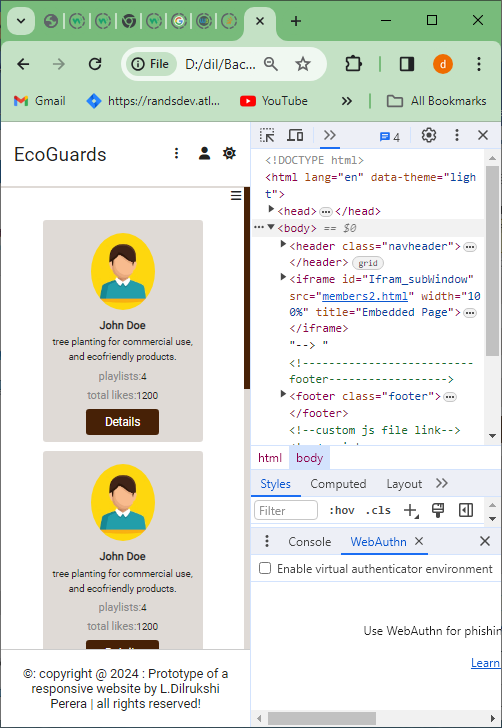 File
D:/dil/Bac...
d
Gmail
https://randsdev.atl...
YouTube
»
All Bookmarks
EcoGuards
John Doe
tree planting for commercial use,
and ecofriendly products.
playlists:4
total likes:1200
Details
John Doe
tree planting for commercial use,
and ecofriendly products.
playlists:4
total likes:1200
©: copyright @ 2024 : Prototype of a
responsive website by L.Dilrukshi
Perera | all rights reserved!
» 4
<!DOCTYPE html>
<html lang="en" data-theme="ligh
t">
<head>…</head>
<body> == $0
<header class="navheader">…
</header> grid
<iframe id="Ifram_subWindow"
src="members2.html" width="10
0%" title="Embedded Page">…
</iframe>
"--> "
<!--------------------------
footer------------------->
<footer class="footer">…
</footer>
<!--custom js file link-->
html body
Styles Computed Layout »
Filter :hov .cls
Console WebAuthn
Enable virtual authenticator environment
Use WebAuthn for phishin
Learn